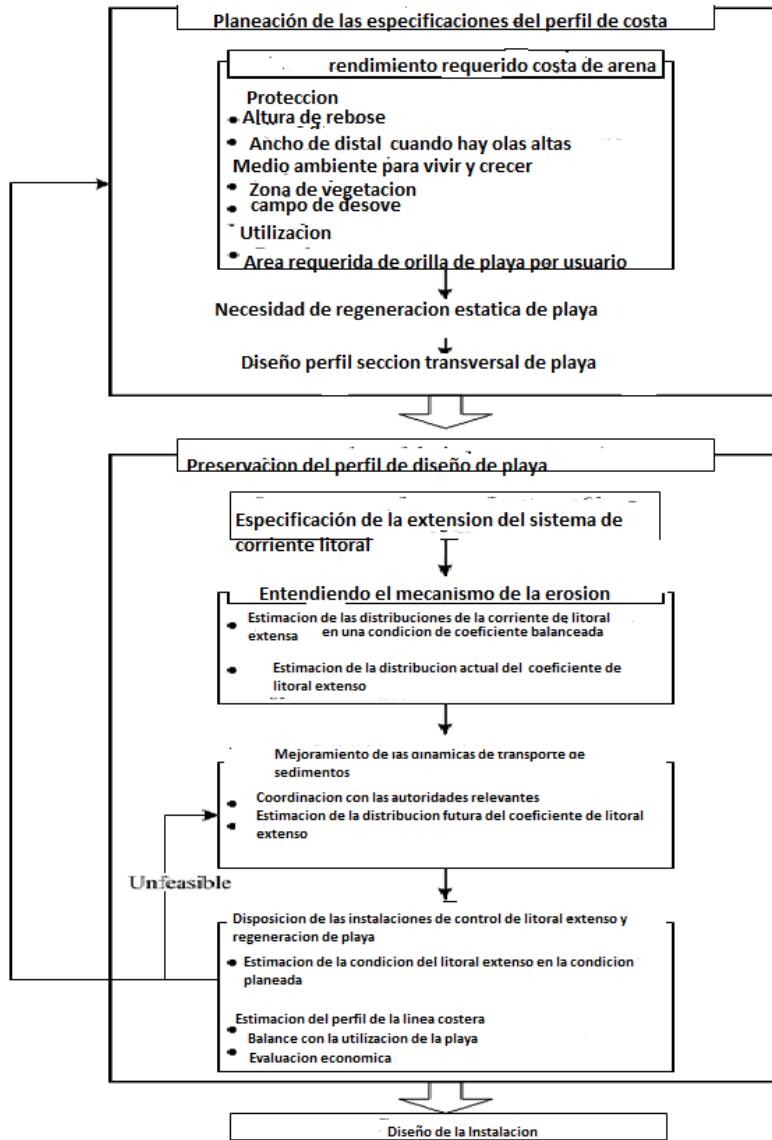 Planeación de las especificaciones del perfil de costa
rendimiento requerido costa de arena
Proteccion
Altura de rebose
Ancho de distal cuando hay olas altas
Medio ambiente para vivir y crecer
Zona de vegetacion
campo de desove
Utilizacion
Area requerida de orilla de playa por usuario
Necesidad de regeneracion estatica de playa
Diseño perfil seccion transversal de playa
Preservacion del perfil de diseño de playa
Especificación de la extension del sistema de
corriente litoral
Entendiendo el mecanismo de la erosion
Estimacion de las distribuciones de la corriente de litoral
extensa en una condicion de coeficiente balanceada
Estimacion de la distribucion actual del coeficiente de
litoral extenso
Mejoramiento de las dinamicas de transporte de
sedimentos
Coordinacion con las autoridades relevantes
Estimacion de la distribucion futura del coeficiente de litoral
extenso
Unfeasible
Disposicion de las instalaciones de control de litoral extenso y
regeneracion de playa
Estimacion de la condicion del litoral extenso en la condicion
planeada
Estimacion del perfil de la linea costera
Balance con la utilizacion de la playa
Evaluacion economica
Diseño de la Instalacion